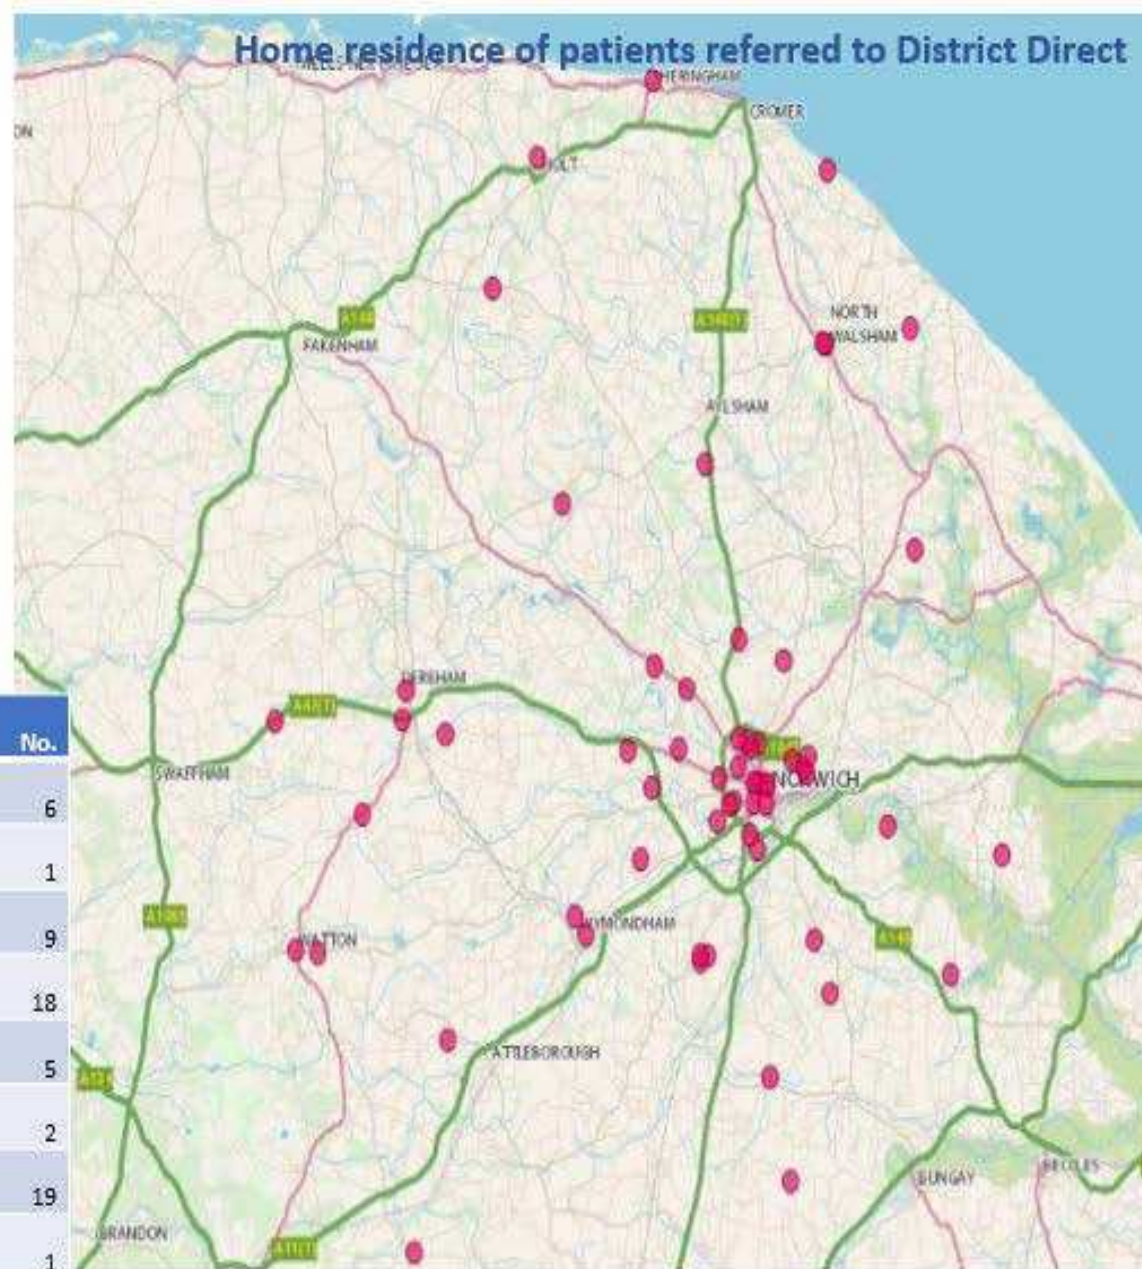 Home residence of patients referred to District Direct
SHERINGHAM
CROMER
ON
HOLT
A148
NORTH
WALSHAM
FAKENHAM
AYLSHAM
DEREHAM
A47(T)
No.
SWAFFHAM
NORWICH
6
1
A1065
9
WYMONDHAM
WATTON
A146
18
ATTLEBOROUGH
5
2
BECCLES
BUNGAY
19
BRANDON
A11(T)
1